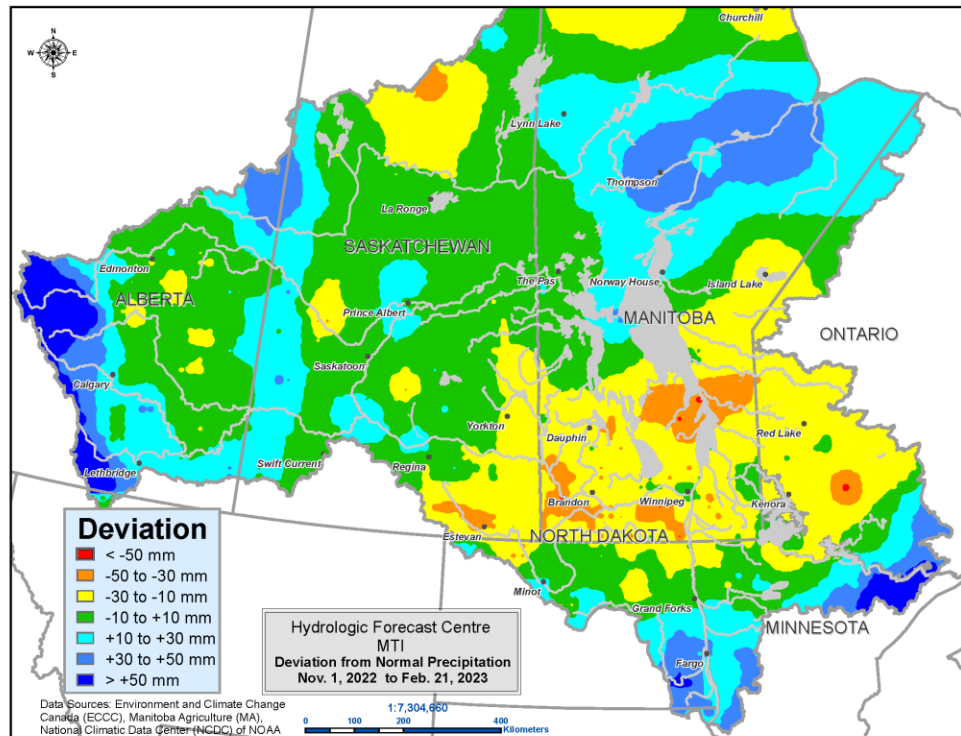 N
W E
S
Churchill
Lynn Lake
Thompson
La Ronge
SASKATCHEWAN
Edmonton
The Pas
Norway House
Island Lake
ALBERTA
Prince Albert
MANITOBA
ONTARIO
Saskatoon
Calgary
Yorkton
Dauphin
Red Lake
Lethbridge
Swift Current
Regina
Brandon
Winnipeg
Kenora
Estevan
NORTH DAKOTA
Minot
Grand Forks
MINNESOTA
Fargo
Deviation
< -50 mm
-50 to -30 mm
-30 to -10 mm
-10 to +10 mm
+10 to +30 mm
+30 to +50 mm
> +50 mm
Hydrologic Forecast Centre
MTI
Deviation from Normal Precipitation
Nov. 1, 2022 to Feb. 21, 2023
Data Sources: Environment and Climate Change
Canada (ECCC), Manitoba Agriculture (MA),
National Climatic Data Center (NCDC) of NOAA
1:7,304,660
0 100 200 400
Kilometers